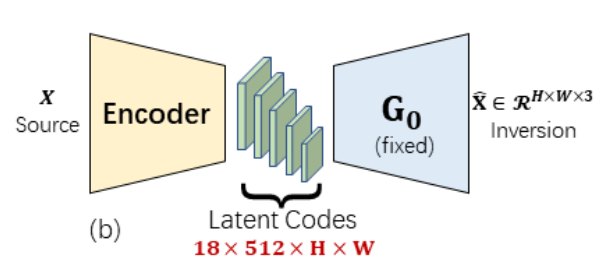 X
Source
Encoder
G₀
(fixed)
X̂ ∈ ℛ^{H×W×3}
Inversion
Latent Codes
18 × 512 × H × W
(b)